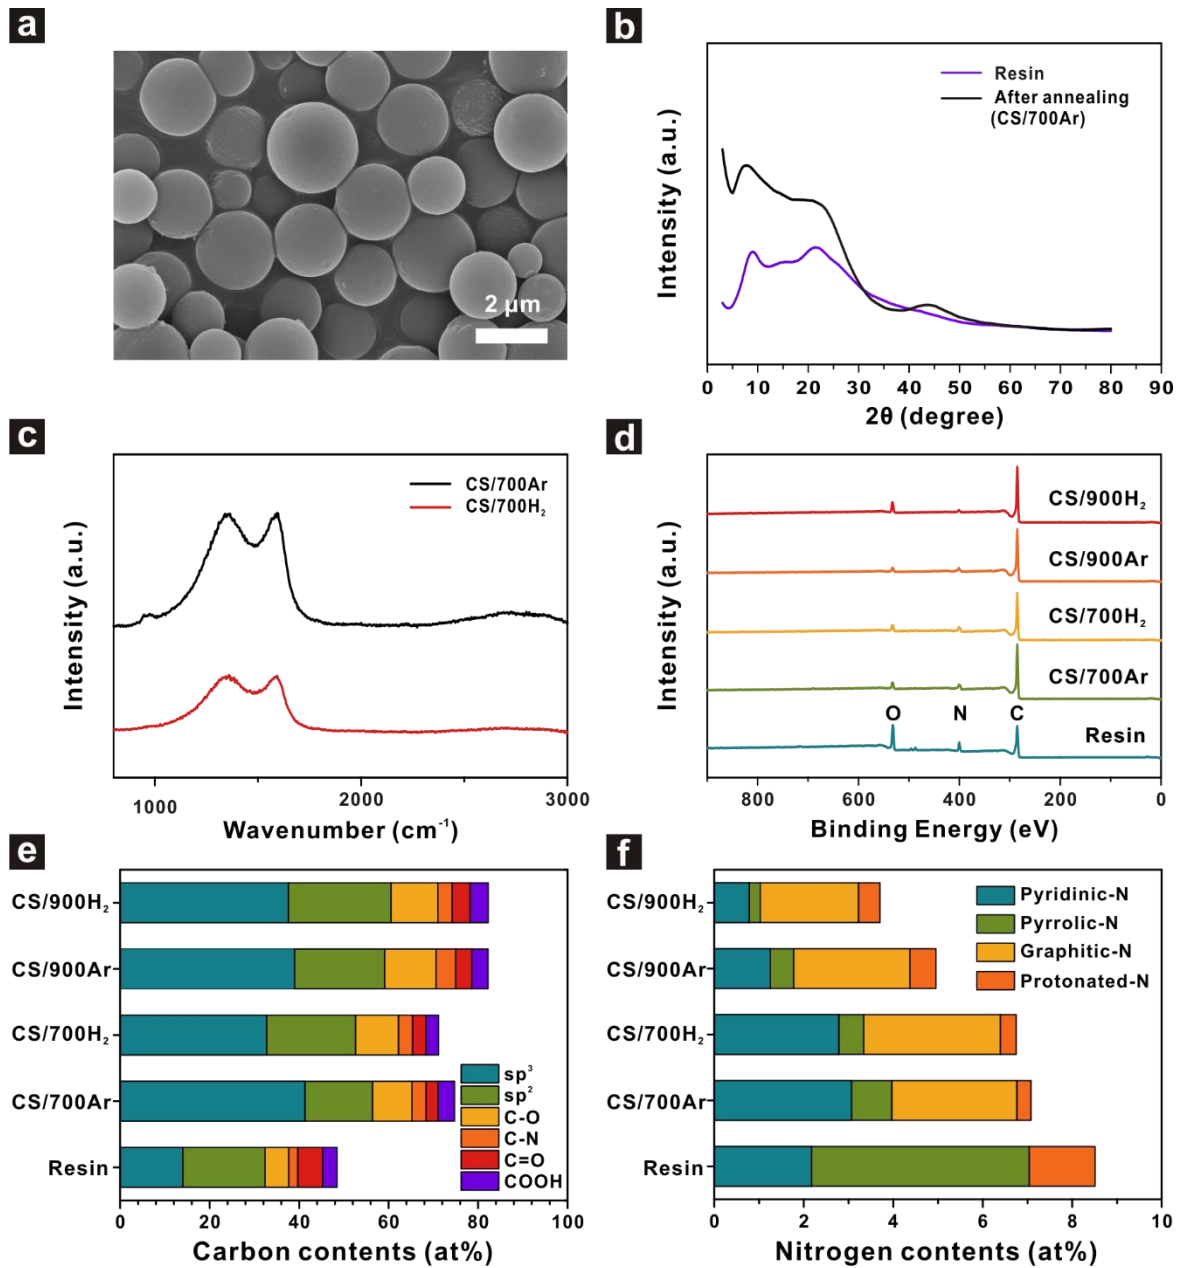 a
2 µm
b
Resin
After annealing
(CS/700Ar)
Intensity (a.u.)
0 10 20 30 40 50 60 70 80 90
2θ (degree)
c
CS/700Ar
CS/700H₂
Intensity (a.u.)
1000 2000 3000
Wavenumber (cm⁻¹)
d
CS/900H₂
CS/900Ar
CS/700H₂
CS/700Ar
O N C
Resin
Intensity (a.u.)
800 600 400 200 0
Binding Energy (eV)
e
CS/900H₂
CS/900Ar
CS/700H₂
CS/700Ar
Resin
sp³
sp²
C-O
C-N
C=O
COOH
0 20 40 60 80 100
Carbon contents (at%)
f
CS/900H₂
CS/900Ar
CS/700H₂
CS/700Ar
Resin
Pyridinic-N
Pyrrolic-N
Graphitic-N
Protonated-N
0 2 4 6 8 10
Nitrogen contents (at%)